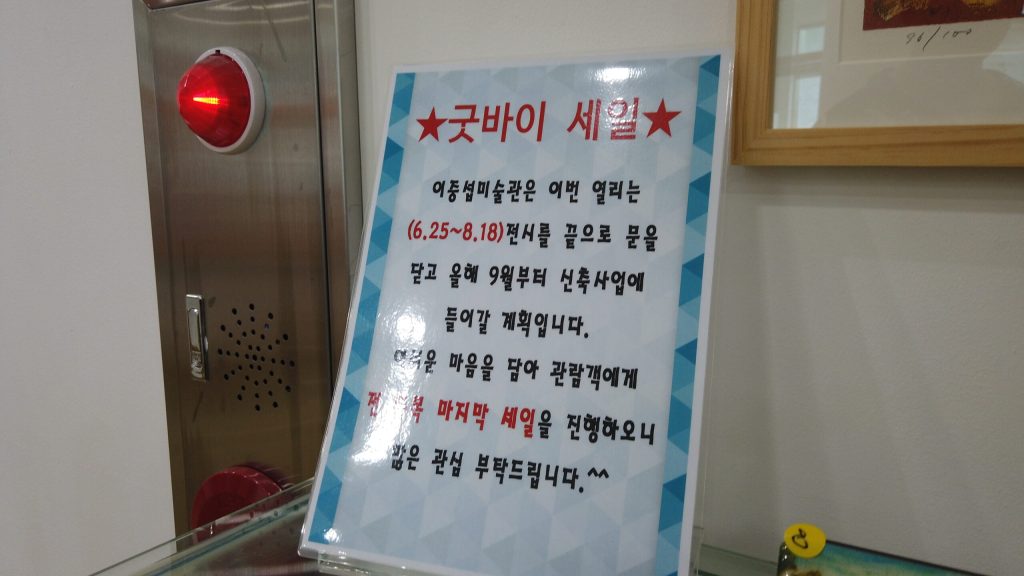 ★굿바이 세일★
이중섭미술관은 이번 열리는
(6.25~8.18)전시를 끝으로 문을
닫고 올해 9월부터 신축사업에
들어갈 계획입니다.
마음을 담아 관람객에게
마지막 세일을 진행하오니
많은 관심 부탁드립니다.^^
96/100